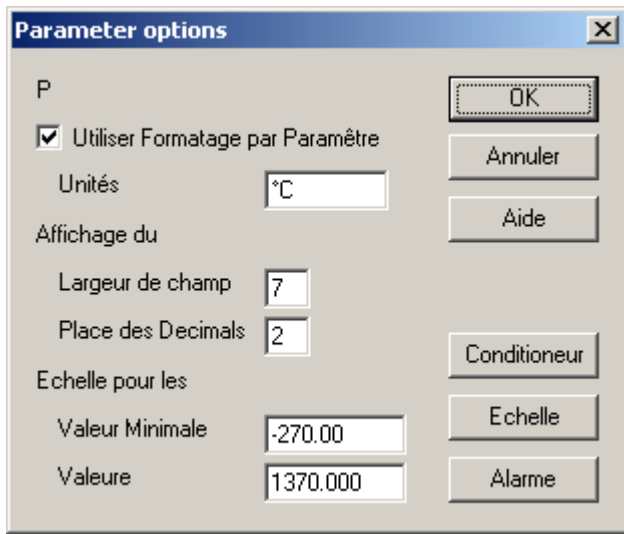 Parameter options
P
OK
Utiliser Formatage par Paramêtre
Annuler
Unités
°C
Aide
Affichage du
Largeur de champ
7
Place des Decimals
2
Conditioneur
Echelle pour les
Valeur Minimale
-270.00
Echelle
Valeure
1370.000
Alarme